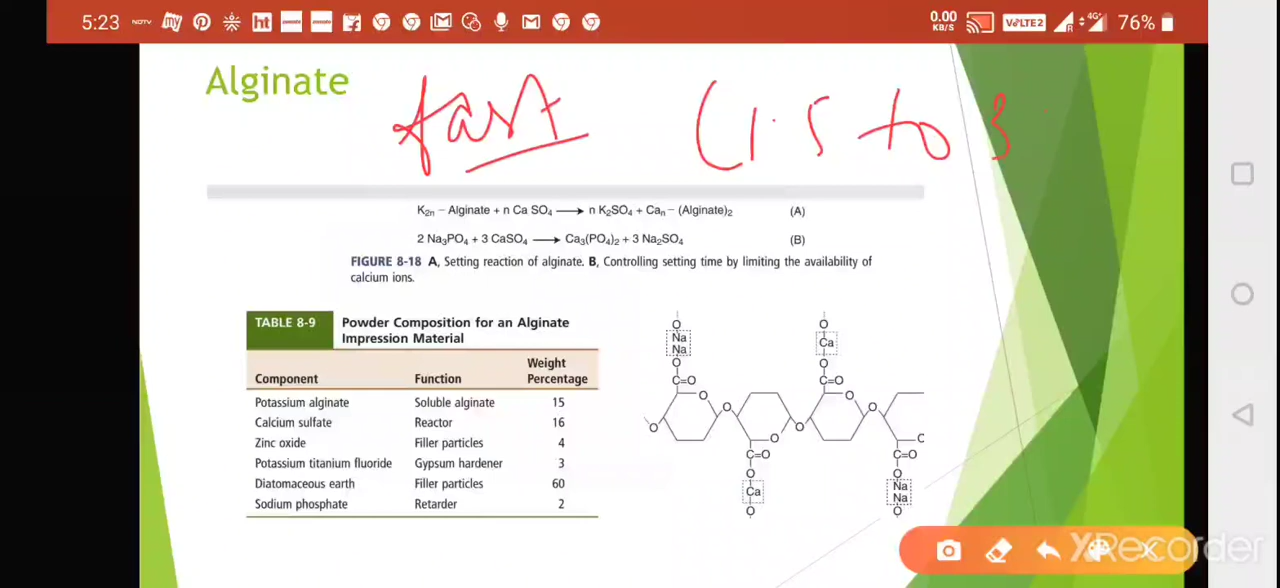 5:23 NDTV my ht 0.00 KB/S VoLTE2 R 4G+ 76%
Alginate
fast (1.5 to 3
K2n – Alginate + n Ca SO4 ⟶ n K2SO4 + Can – (Alginate)2 (A)
2 Na3PO4 + 3 CaSO4 ⟶ Ca3(PO4)2 + 3 Na2SO4 (B)
FIGURE 8-18 A, Setting reaction of alginate. B, Controlling setting time by limiting the availability of
calcium ions.
TABLE 8-9 Powder Composition for an Alginate
Impression Material
Component Function Weight Percentage
Potassium alginate Soluble alginate 15
Calcium sulfate Reactor 16
Zinc oxide Filler particles 4
Potassium titanium fluoride Gypsum hardener 3
Diatomaceous earth Filler particles 60
Sodium phosphate Retarder 2
O
Na
Na
O
C=O
O
O
O
C=O
O
Ca
O
O
Ca
O
C=O
O
O
O
C=O
O
Na
Na
O
XRecorder